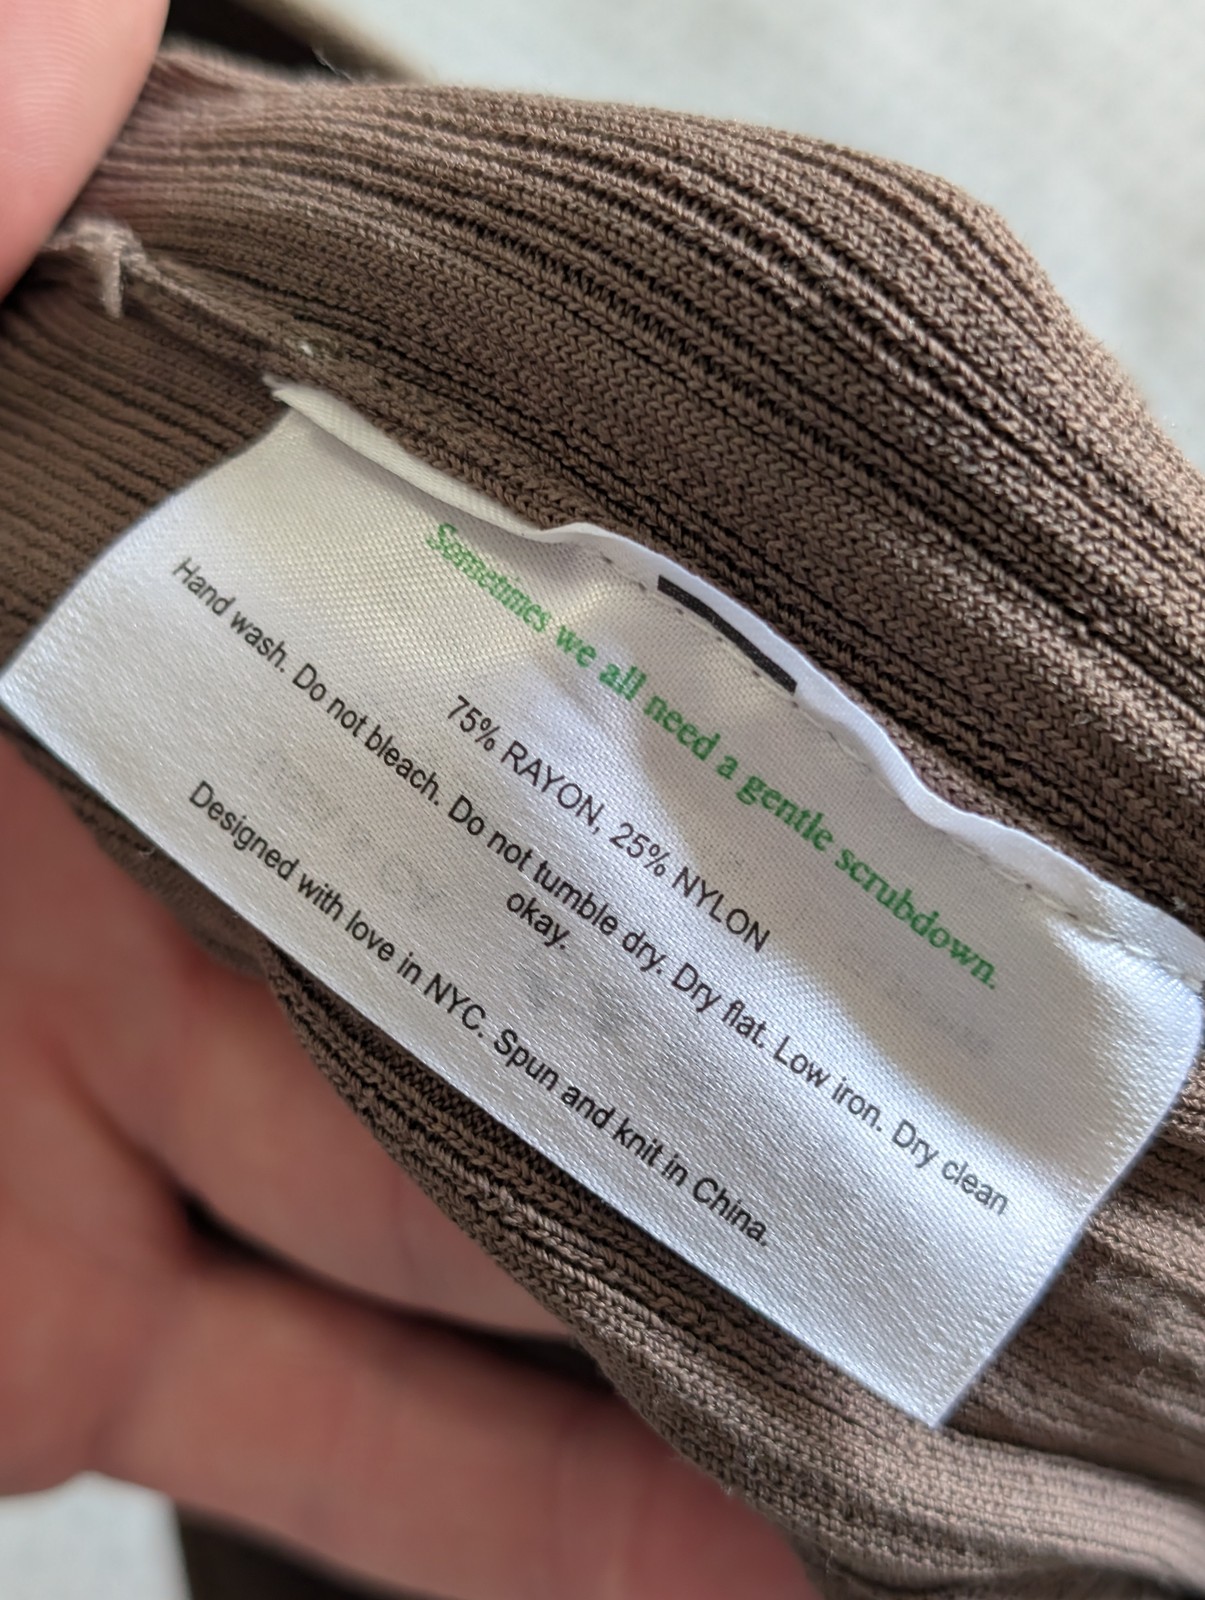 Sometimes we all need a gentle scrubdown.
75% RAYON, 25% NYLON
Hand wash. Do not bleach. Do not tumble dry. Dry flat. Low iron. Dry clean
okay.
Designed with love in NYC. Spun and knit in China.